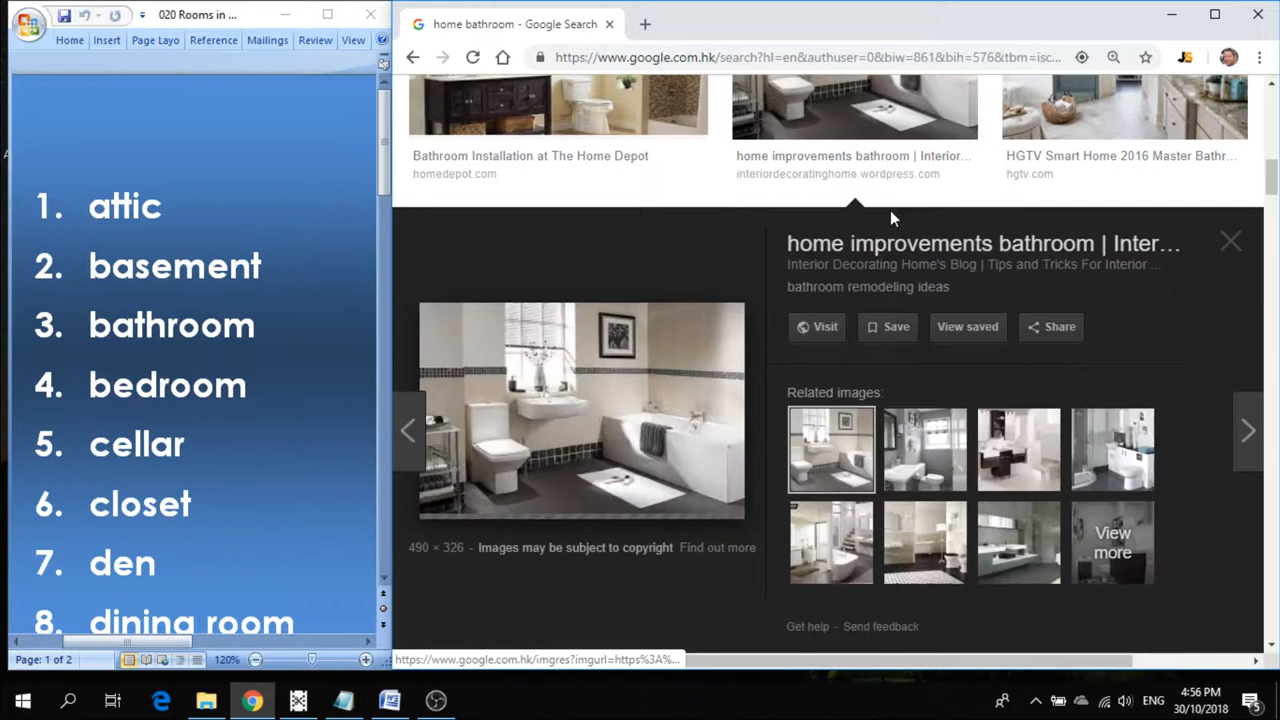 020 Rooms in ...
Home Insert Page Layo Reference Mailings Review View
1. attic
2. basement
3. bathroom
4. bedroom
5. cellar
6. closet
7. den
8. dining room
Page: 1 of 2 120%
home bathroom - Google Search
https://www.google.com.hk/search?hl=en&authuser=0&biw=861&bih=576&tbm=isc...
JS
Bathroom Installation at The Home Depot
homedepot.com
home improvements bathroom | Interior...
interiordecoratinghome.wordpress.com
HGTV Smart Home 2016 Master Bathr...
hgtv.com
home improvements bathroom | Inter...
Interior Decorating Home's Blog | Tips and Tricks For Interior ...
bathroom remodeling ideas
Visit Save View saved Share
Related images:
View more
490 × 326 - Images may be subject to copyright Find out more
Get help - Send feedback
https://www.google.com.hk/imgres?imgurl=https%3A%...
ENG
4:56 PM
30/10/2018
5